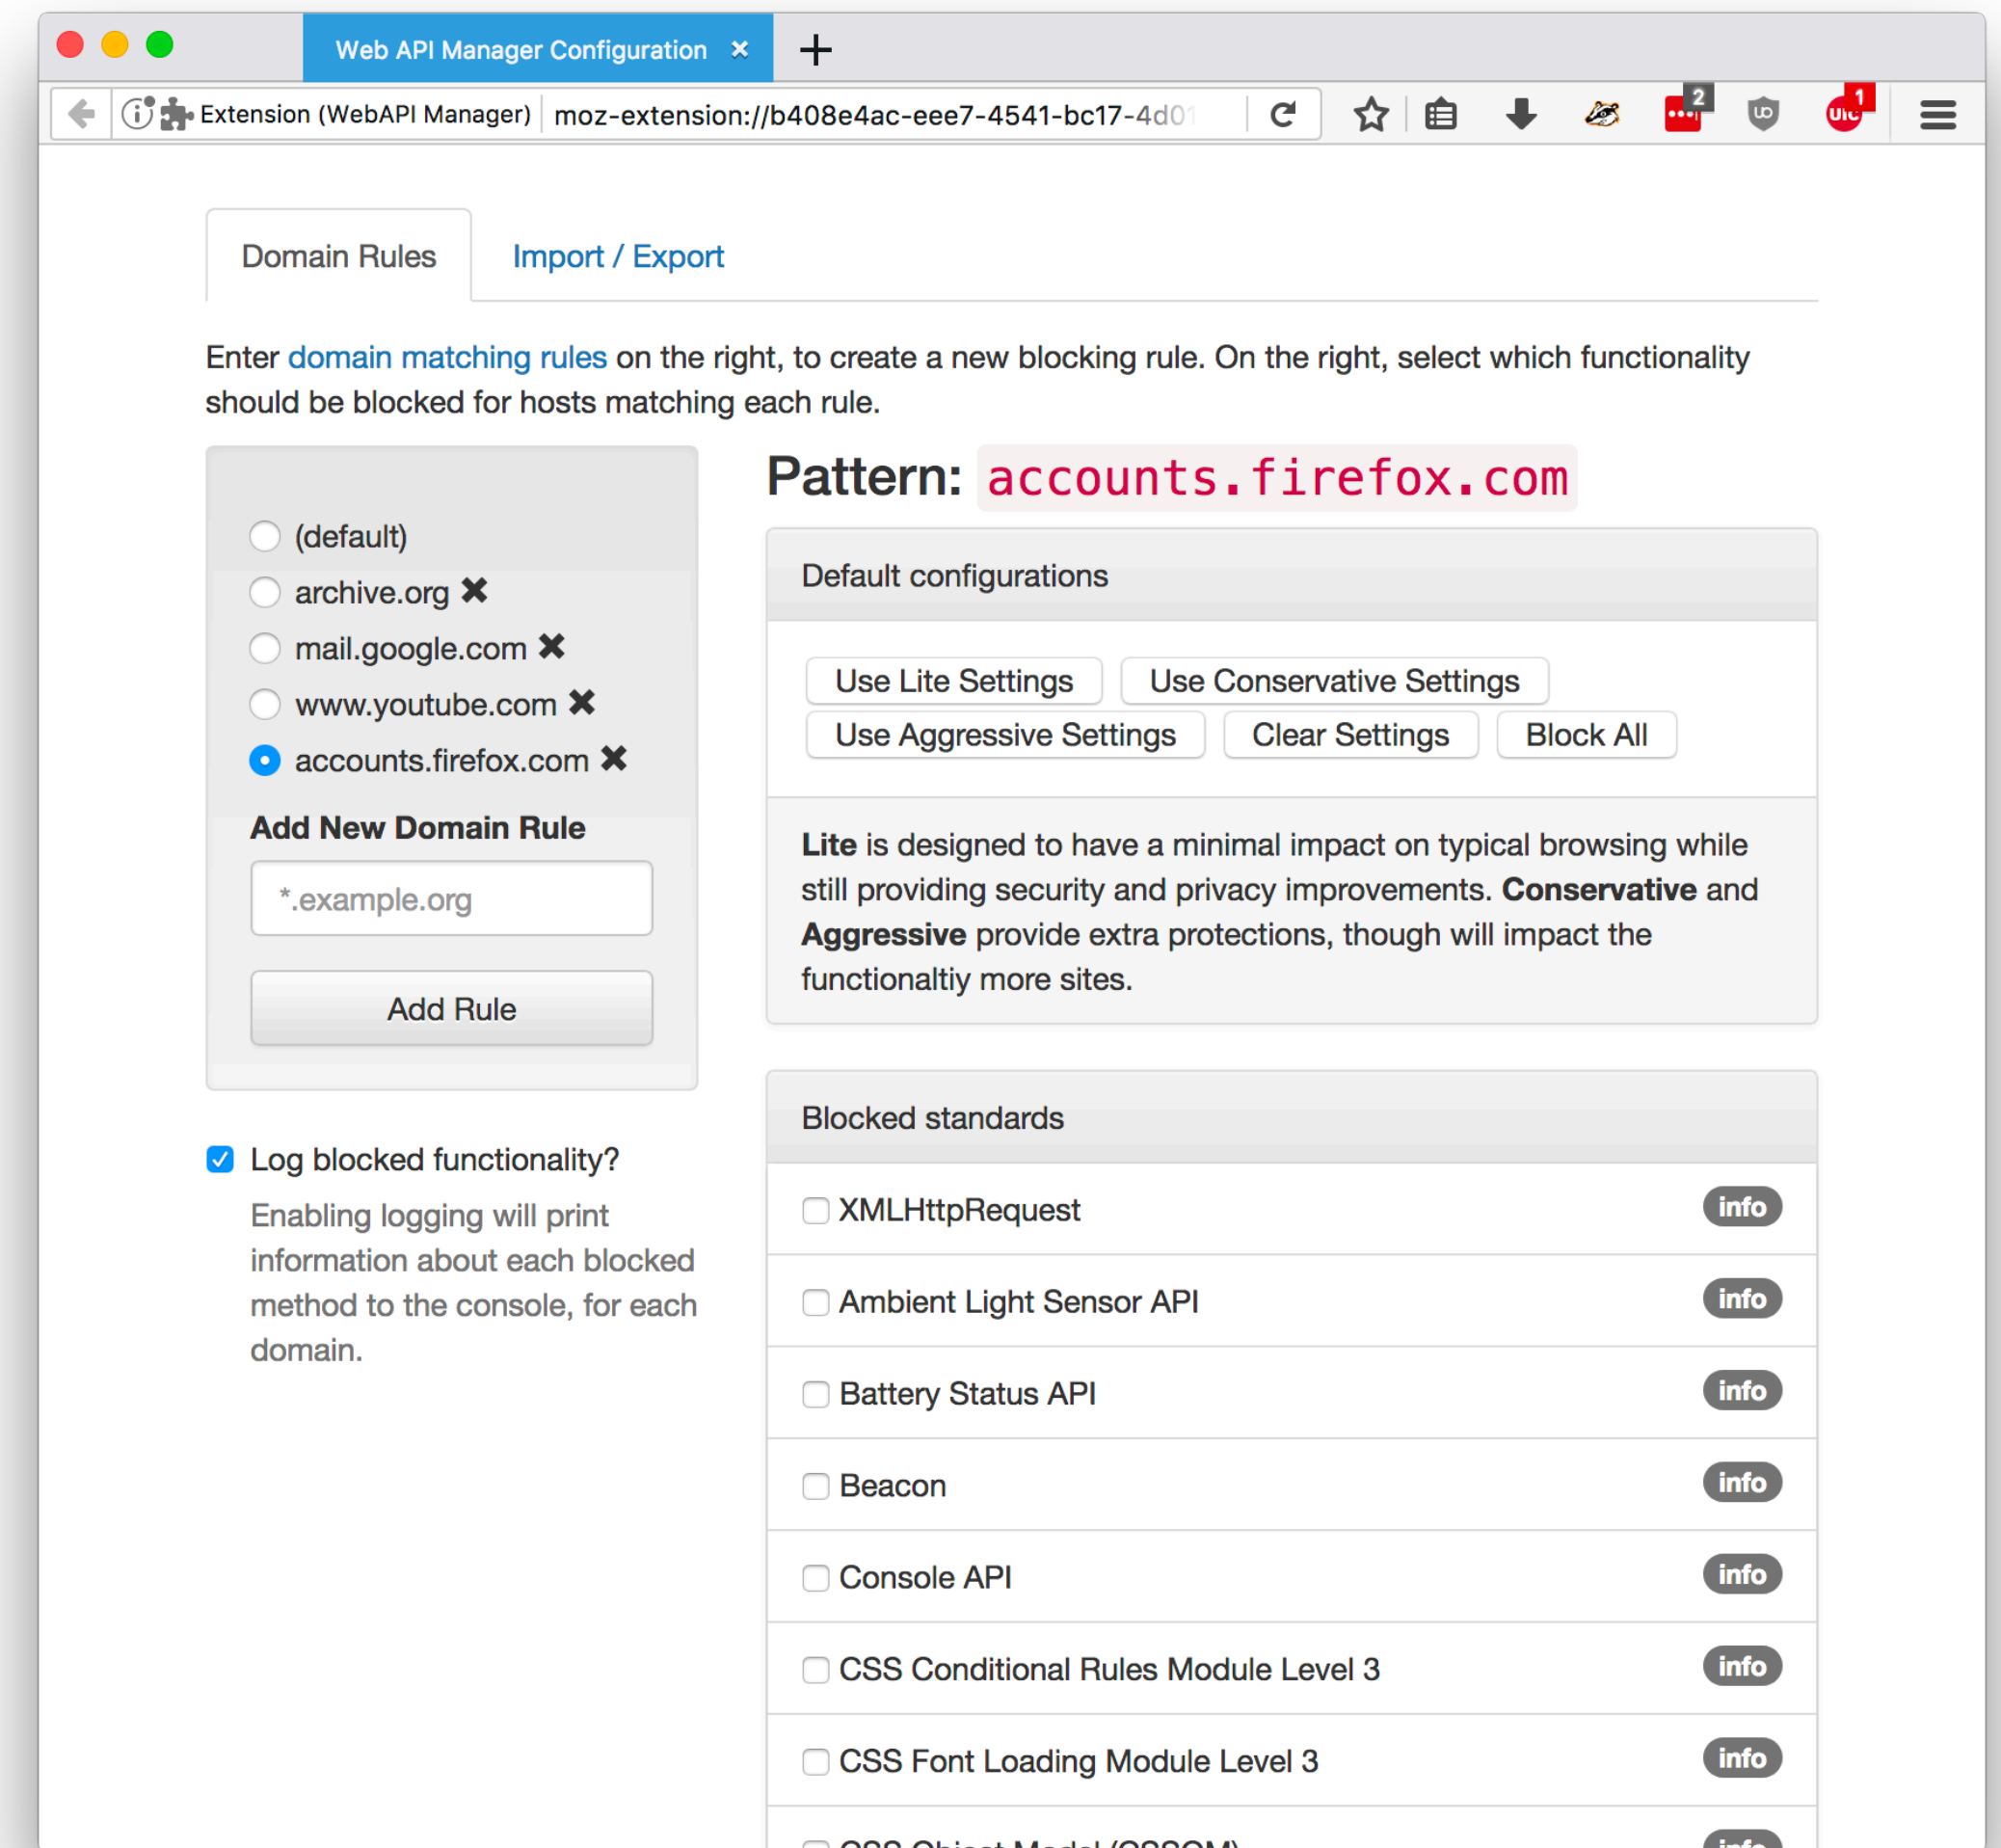 Web API Manager Configuration
Extension (WebAPI Manager) moz-extension://b408e4ac-eee7-4541-bc17-4d01
2
1
Domain Rules Import / Export
Enter domain matching rules on the right, to create a new blocking rule. On the right, select which functionality
should be blocked for hosts matching each rule.
(default)
archive.org
mail.google.com
www.youtube.com
accounts.firefox.com
Add New Domain Rule
*.example.org
Add Rule
Log blocked functionality?
Enabling logging will print
information about each blocked
method to the console, for each
domain.
Pattern: accounts.firefox.com
Default configurations
Use Lite Settings Use Conservative Settings
Use Aggressive Settings Clear Settings Block All
Lite is designed to have a minimal impact on typical browsing while
still providing security and privacy improvements. Conservative and
Aggressive provide extra protections, though will impact the
functionaltiy more sites.
Blocked standards
XMLHttpRequest info
Ambient Light Sensor API info
Battery Status API info
Beacon info
Console API info
CSS Conditional Rules Module Level 3 info
CSS Font Loading Module Level 3 info
CSS Object Model (CSSOM) info